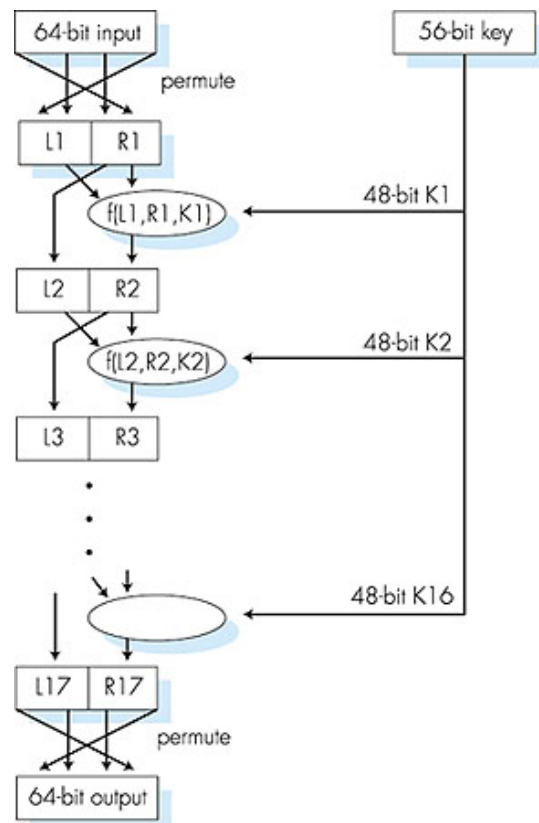 64-bit input
56-bit key
permute
L1 R1
48-bit K1
f(L1,R1,K1)
L2 R2
48-bit K2
f(L2,R2,K2)
L3 R3
48-bit K16
L17 R17
permute
64-bit output